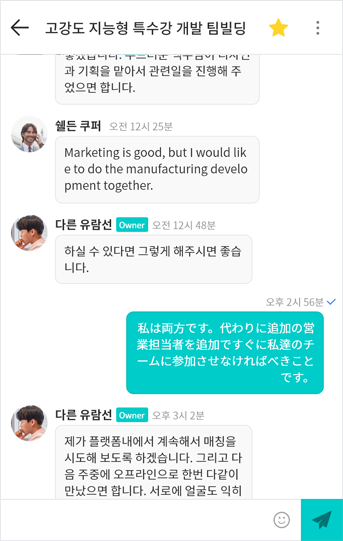 고강도 지능형 특수강 개발 팀빌딩
과 기획을 맡아서 관련일을 진행해 주
었으면 합니다.
쉘든 쿠퍼 오전 12시 25분
Marketing is good, but I would lik
e to do the manufacturing develo
pment together.
다른 유람선 Owner 오전 12시 48분
하실 수 있다면 그렇게 해주시면 좋습
니다.
오후 2시 56분
私は両方です。代わりに追加の営
業担当者を追加ですぐに私達のチ
ームに参加させなければべきこと
です。
다른 유람선 Owner 오후 3시 2분
제가 플랫폼내에서 계속해서 매칭을
시도해 보도록 하겠습니다. 그리고 다
음 주중에 오프라인으로 한번 다같이
만났으면 합니다. 서로에 얼굴도 익히